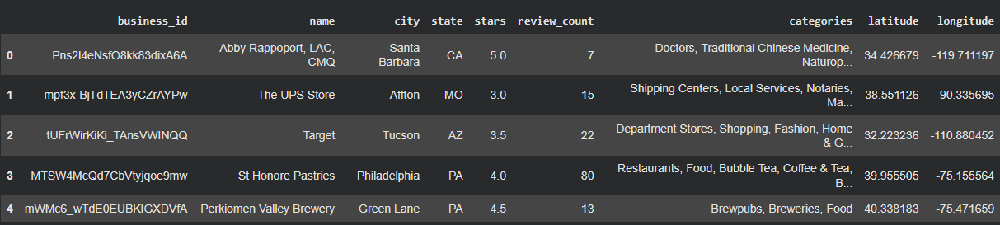 business_id name city state stars review_count categories latitude longitude
0 Pns2l4eNsfO8kk83dixA6A Abby Rappoport, LAC, CMQ Santa Barbara CA 5.0 7 Doctors, Traditional Chinese Medicine, Naturop... 34.426679 -119.711197
1 mpf3x-BjTdTEA3yCZrAYPw The UPS Store Affton MO 3.0 15 Shipping Centers, Local Services, Notaries, Ma... 38.551126 -90.335695
2 tUFrWirKiKi_TAnsVWINQQ Target Tucson AZ 3.5 22 Department Stores, Shopping, Fashion, Home & G... 32.223236 -110.880452
3 MTSW4McQd7CbVtyjqoe9mw St Honore Pastries Philadelphia PA 4.0 80 Restaurants, Food, Bubble Tea, Coffee & Tea, B... 39.955505 -75.155564
4 mWMc6_wTdE0EUBKIGXDVfA Perkiomen Valley Brewery Green Lane PA 4.5 13 Brewpubs, Breweries, Food 40.338183 -75.471659